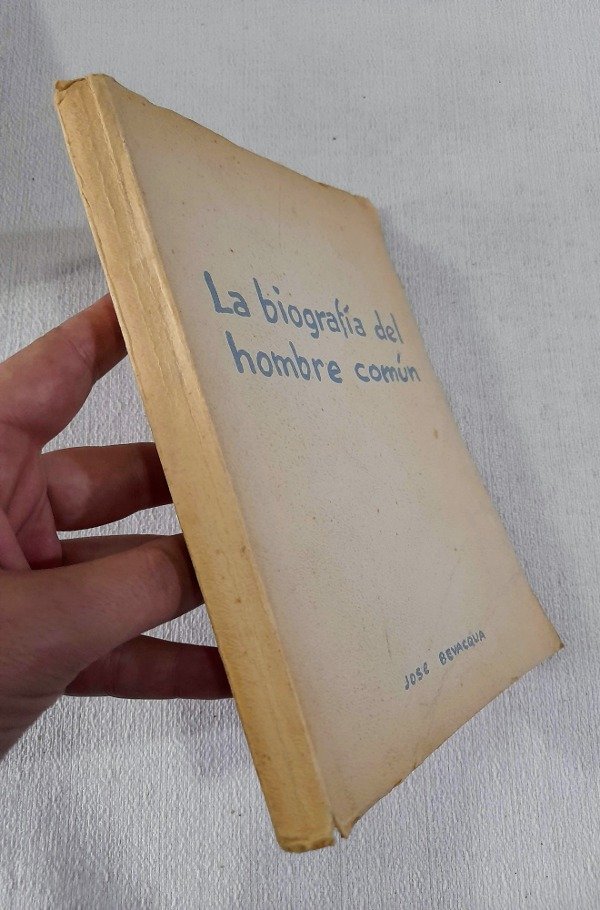 La biografía del
hombre común
JOSE BEVACQUA